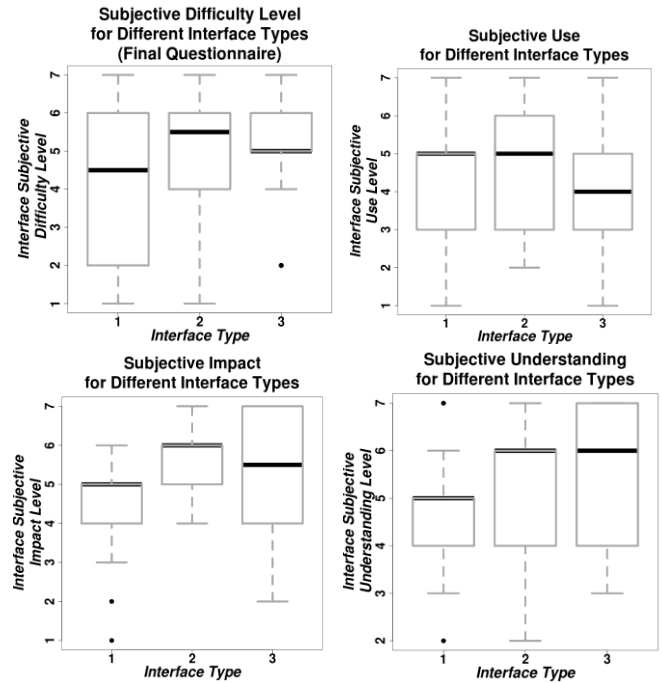 Subjective Difficulty Level
for Different Interface Types
(Final Questionnaire)
Interface Subjective
Difficulty Level
7
6
5
4
3
2
1
1 2 3
Interface Type
Subjective Use
for Different Interface Types
Interface Subjective
Use Level
7
6
5
4
3
2
1
1 2 3
Interface Type
Subjective Impact
for Different Interface Types
Interface Subjective
Impact Level
7
6
5
4
3
2
1
1 2 3
Interface Type
Subjective Understanding
for Different Interface Types
Interface Subjective
Understanding Level
7
6
5
4
3
2
1 2 3
Interface Type